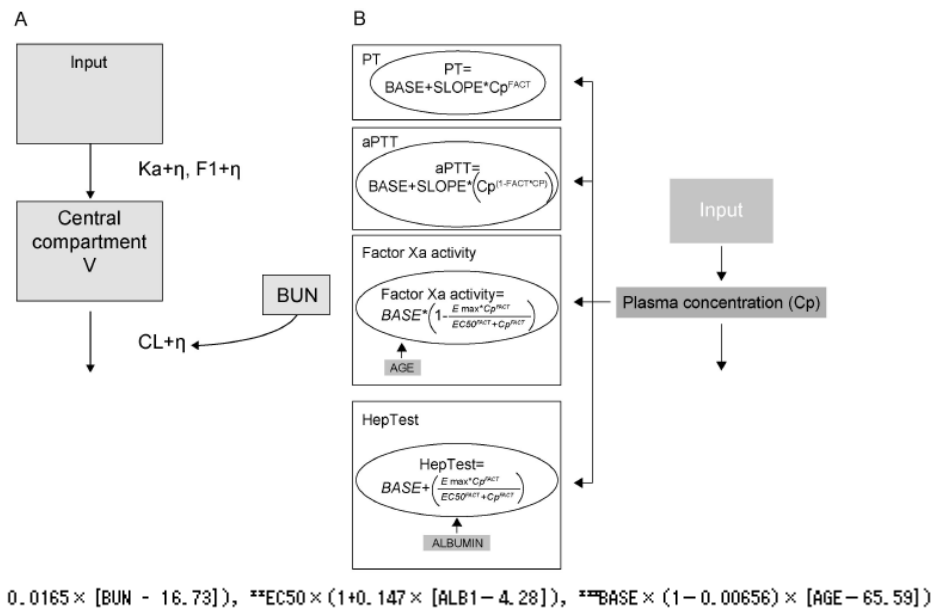 A
Input
Ka+η, F1+η
Central
compartment
V
BUN
CL+η
B
PT
PT=
BASE+SLOPE*Cp^FACT
aPTT
aPTT=
BASE+SLOPE*(Cp^(1-FACT*CP))
Factor Xa activity
Factor Xa activity=
BASE*(1-E max*Cp^FACT/EC50^FACT+Cp^FACT)
AGE
HepTest
HepTest=
BASE+(E max*Cp^FACT/EC50^FACT+Cp^FACT)
ALBUMIN
Input
Plasma concentration (Cp)
0.0165× [BUN - 16.73]), **EC50×(1+0.147× [ALB1-4.28]), ***BASE×(1-0.00656)× [AGE-65.59])